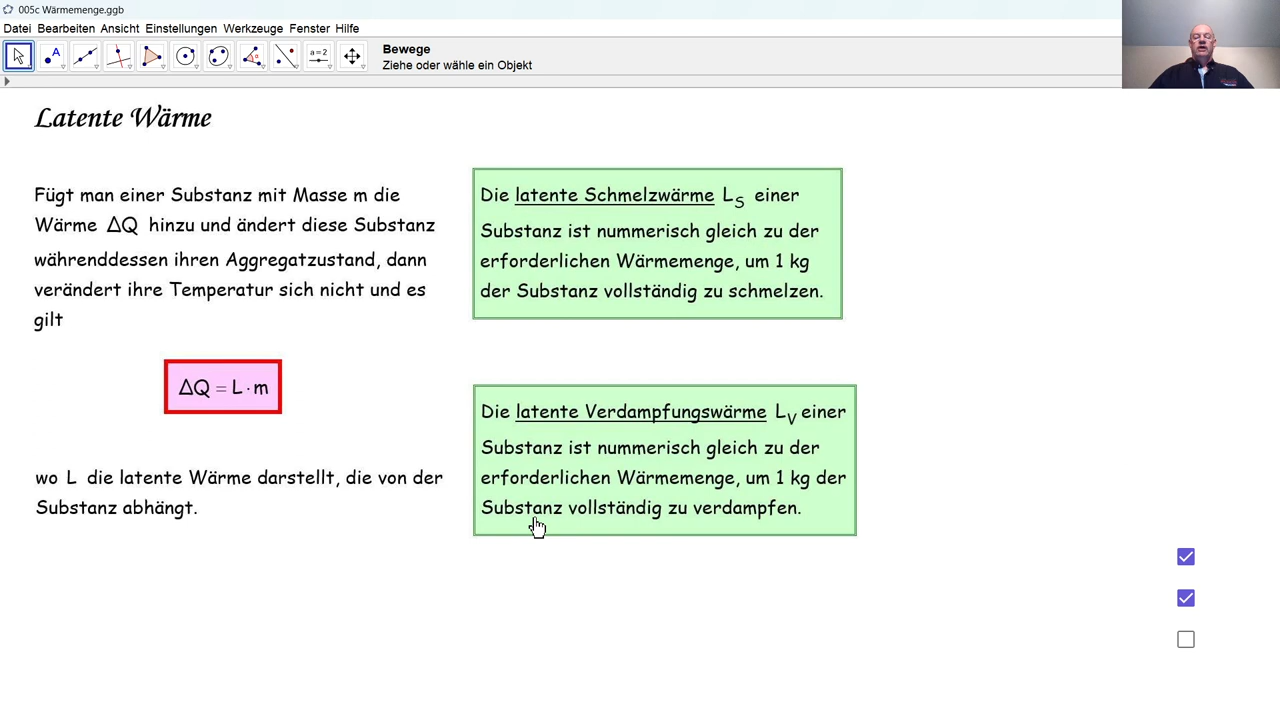 005c Wärmemenge.ggb
Datei Bearbeiten Ansicht Einstellungen Werkzeuge Fenster Hilfe
A
a=2
Bewege
Ziehe oder wähle ein Objekt
Latente Wärme
Fügt man einer Substanz mit Masse m die
Wärme ΔQ hinzu und ändert diese Substanz
währenddessen ihren Aggregatzustand, dann
verändert ihre Temperatur sich nicht und es
gilt
ΔQ = L · m
wo L die latente Wärme darstellt, die von der
Substanz abhängt.
Die latente Schmelzwärme L_S einer
Substanz ist nummerisch gleich zu der
erforderlichen Wärmemenge, um 1 kg
der Substanz vollständig zu schmelzen.
Die latente Verdampfungswärme L_V einer
Substanz ist nummerisch gleich zu der
erforderlichen Wärmemenge, um 1 kg der
Substanz vollständig zu verdampfen.